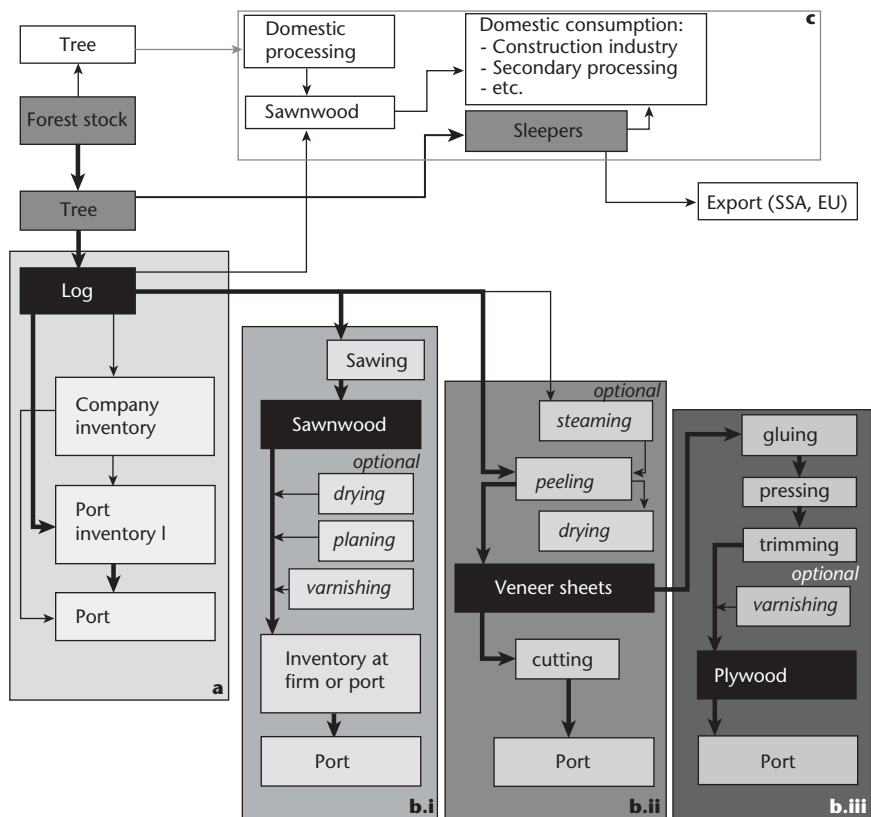 Tree
Domestic
processing
Domestic consumption:
- Construction industry
- Secondary processing
- etc.
c
Forest stock
Sawnwood
Sleepers
Tree
Export (SSA, EU)
Log
Company
inventory
Port
inventory I
Port
a
Sawing
Sawnwood
optional
drying
planing
varnishing
Inventory at
firm or port
Port
b.i
optional
steaming
peeling
drying
Veneer sheets
cutting
Port
b.ii
gluing
pressing
trimming
optional
varnishing
Plywood
Port
b.iii